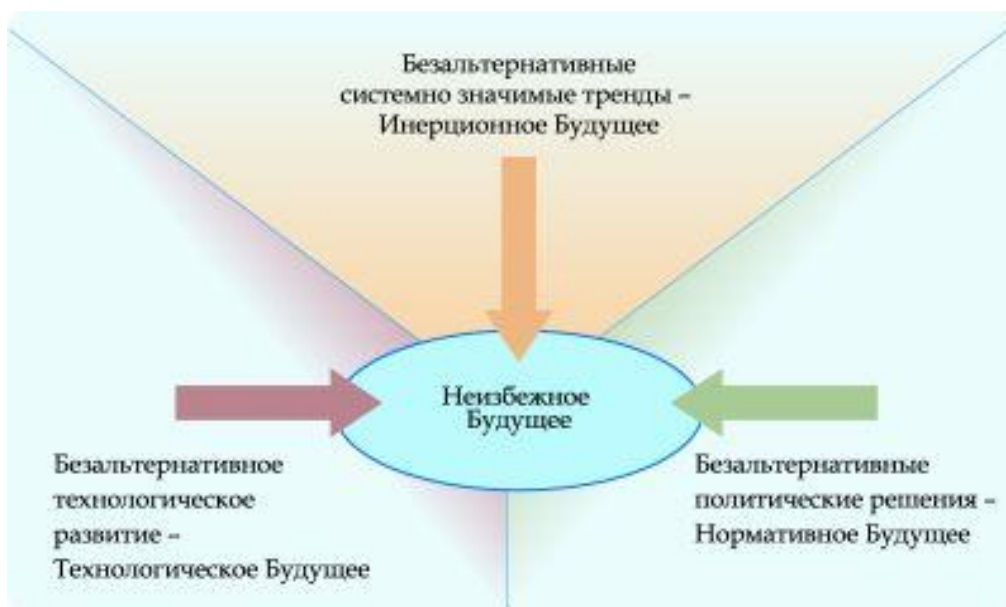 Безальтернативные
системно значимые тренды –
Инерционное Будущее
Неизбежное
Будущее
Безальтернативное
технологическое
развитие –
Технологическое Будущее
Безальтернативные
политические решения –
Нормативное Будущее